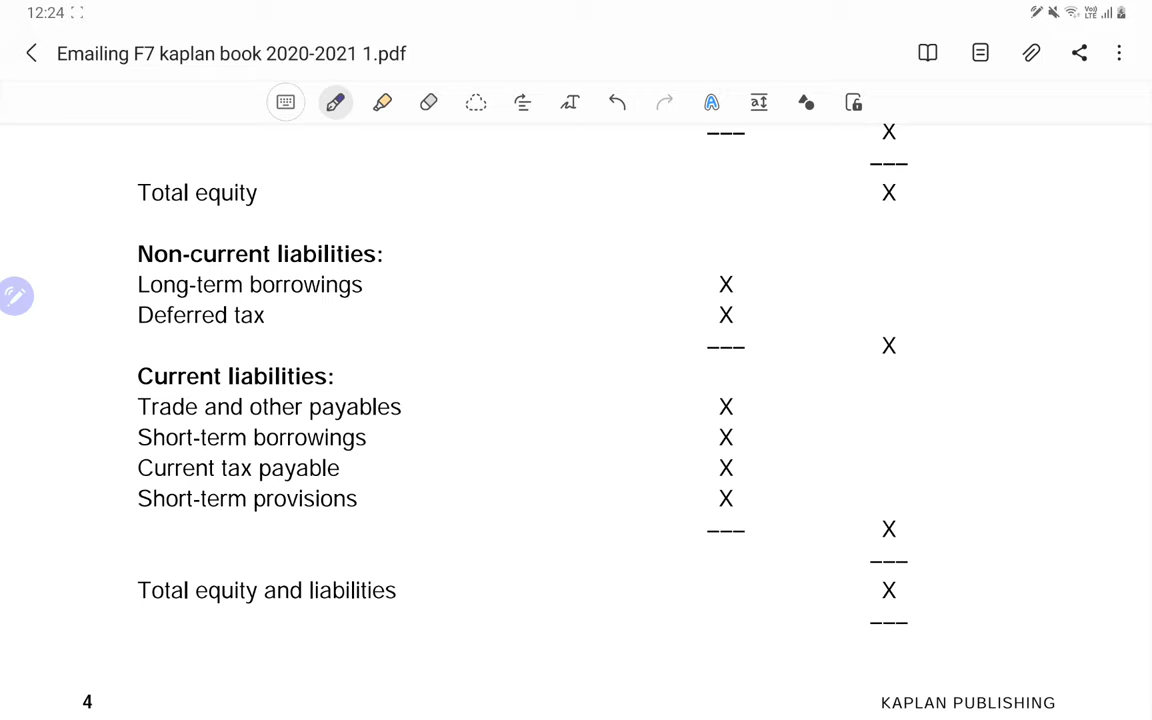 12:24
Emailing F7 kaplan book 2020-2021 1.pdf
X
Total equity X
Non-current liabilities:
Long-term borrowings X
Deferred tax X
X
Current liabilities:
Trade and other payables X
Short-term borrowings X
Current tax payable X
Short-term provisions X
X
Total equity and liabilities X
4 KAPLAN PUBLISHING